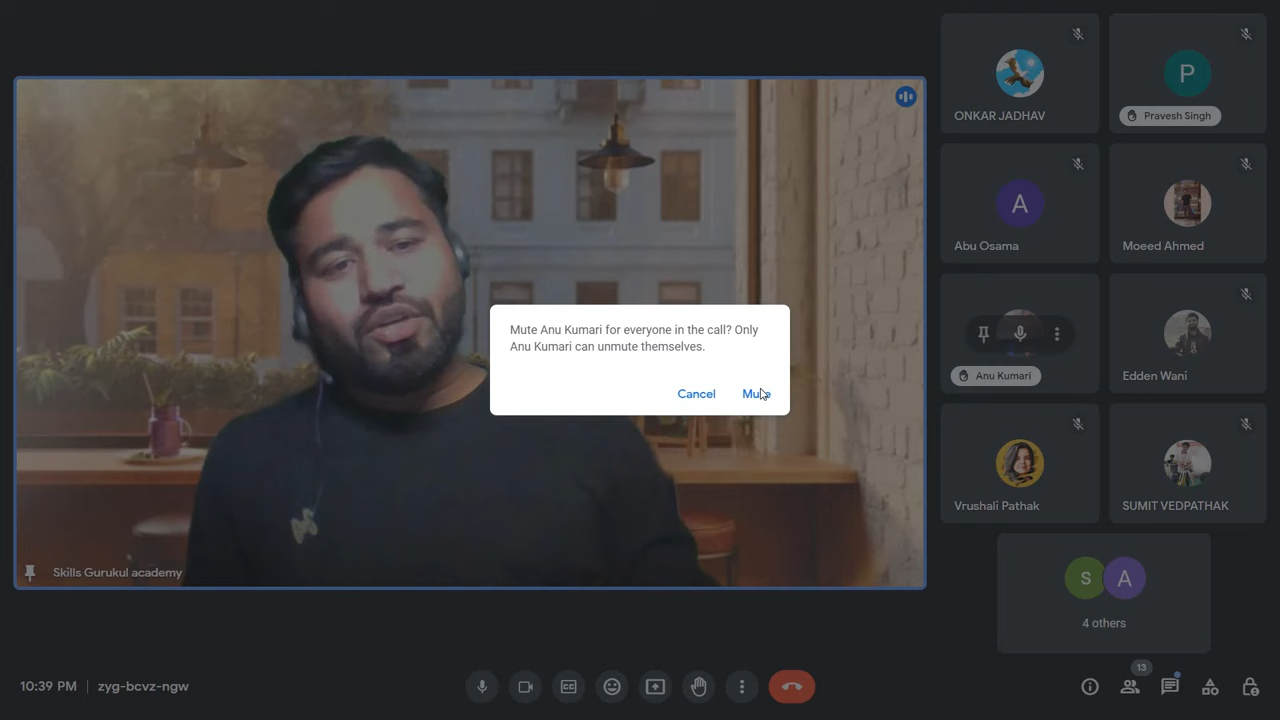 ONKAR JADHAV
P
Pravesh Singh
A
Abu Osama
Moeed Ahmed
Mute Anu Kumari for everyone in the call? Only
Anu Kumari can unmute themselves.
Cancel
Mute
Anu Kumari
Edden Wani
Vrushali Pathak
SUMIT VEDPATHAK
Skills Gurukul academy
S
A
4 others
10:39 PM | zyg-bcvz-ngw
CC
13